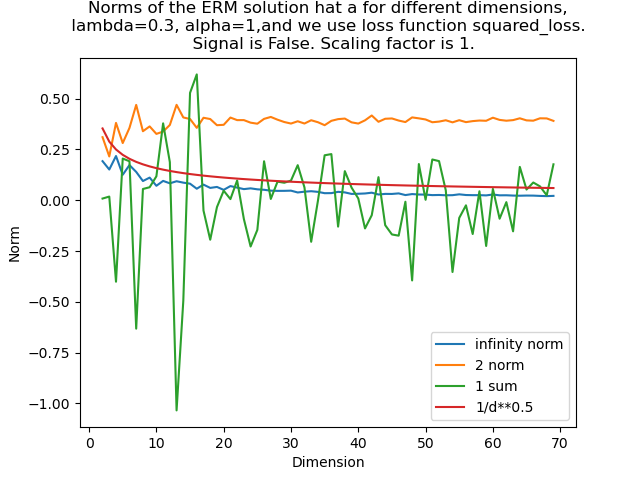 Norms of the ERM solution hat a for different dimensions,
lambda=0.3, alpha=1,and we use loss function squared_loss.
Signal is False. Scaling factor is 1.
0.50
0.25
0.00
−0.25
−0.50
−0.75
−1.00
Norm
infinity norm
2 norm
1 sum
1/d**0.5
0 10 20 30 40 50 60 70
Dimension